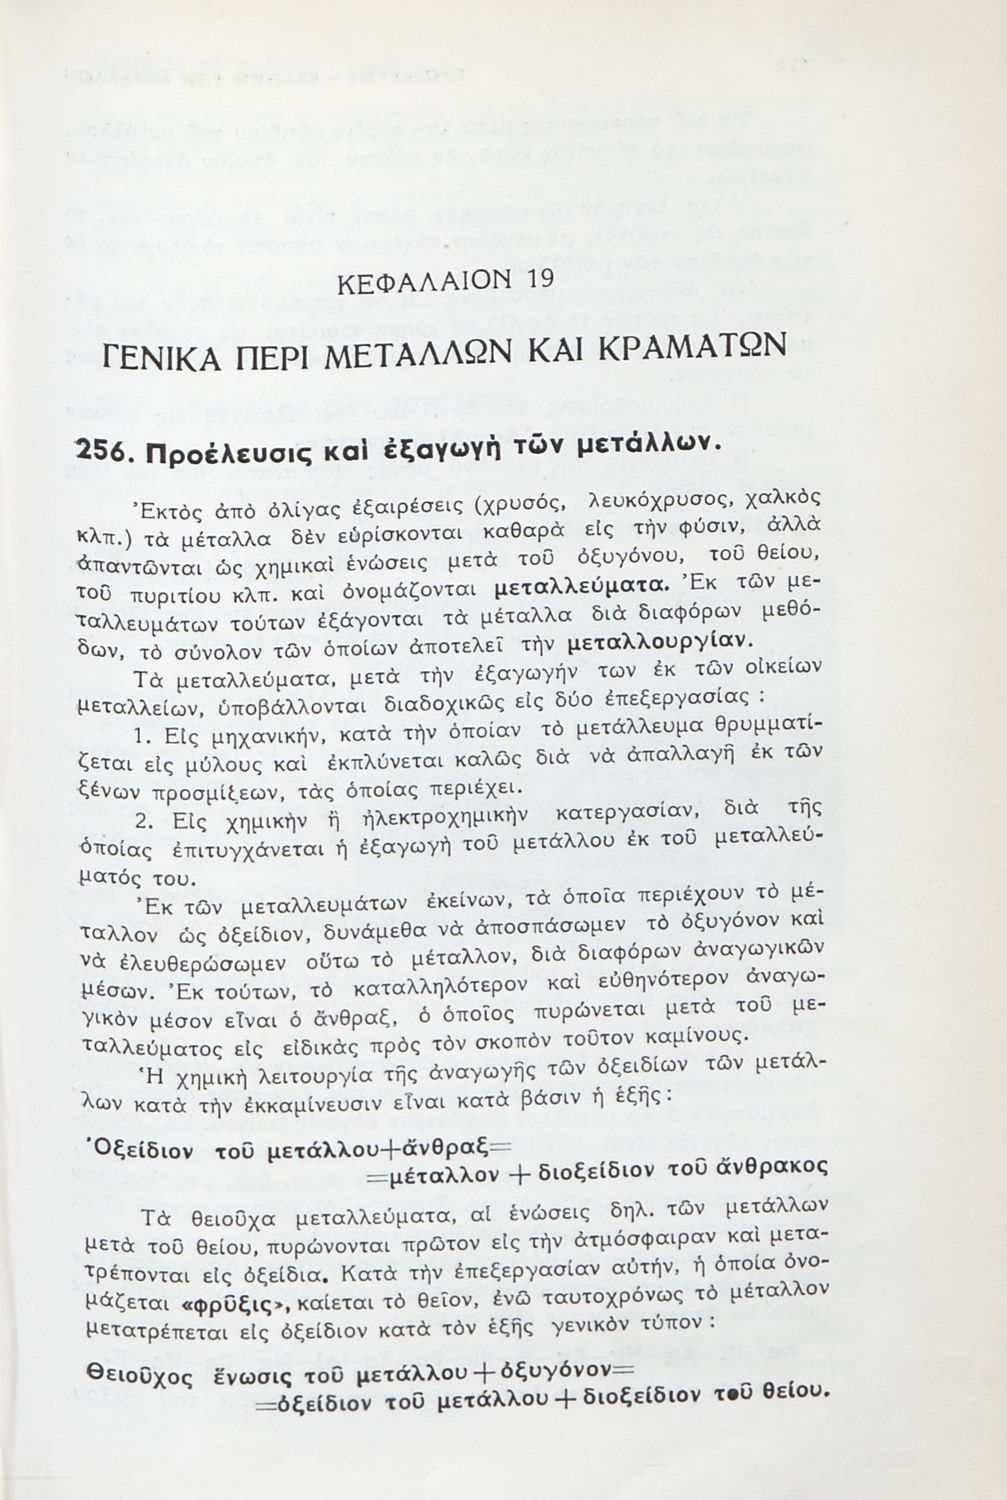 ΚΕΦΑΛΑΙΟΝ 19
ΓΕΝΙΚΑ ΠΕΡΙ ΜΕΤΑΛΛΩΝ ΚΑΙ ΚΡΑΜΑΤΩΝ
256. Προέλευσις καὶ ἐξαγωγὴ τῶν μετάλλων.
Ἐκτὸς ἀπὸ ὀλίγας ἐξαιρέσεις (χρυσός, λευκόχρυσος, χαλκὸς
κλπ.) τὰ μέταλλα δὲν εὑρίσκονται καθαρὰ εἰς τὴν φύσιν, ἀλλὰ
ἀπαντῶνται ὡς χημικαὶ ἑνώσεις μετὰ τοῦ ὀξυγόνου, τοῦ θείου,
τοῦ πυριτίου κλπ. καὶ ὀνομάζονται μεταλλεύματα. Ἐκ τῶν με-
ταλλευμάτων τούτων ἐξάγονται τὰ μέταλλα διὰ διαφόρων μεθό-
δων, τὸ σύνολον τῶν ὁποίων ἀποτελεῖ τὴν μεταλλουργίαν.
Τὰ μεταλλεύματα, μετὰ τὴν ἐξαγωγήν των ἐκ τῶν οἰκείων
μεταλλείων, ὑποβάλλονται διαδοχικῶς εἰς δύο ἐπεξεργασίας :
1. Εἰς μηχανικήν, κατὰ τὴν ὁποίαν τὸ μετάλλευμα θρυμματί-
ζεται εἰς μύλους καὶ ἐκπλύνεται καλῶς διὰ νὰ ἀπαλλαγῇ ἐκ τῶν
ξένων προσμίξεων, τὰς ὁποίας περιέχει.
2. Εἰς χημικὴν ἢ ἠλεκτροχημικὴν κατεργασίαν, διὰ τῆς
ὁποίας ἐπιτυγχάνεται ἡ ἐξαγωγὴ τοῦ μετάλλου ἐκ τοῦ μεταλλεύ-
ματός του.
Ἐκ τῶν μεταλλευμάτων ἐκείνων, τὰ ὁποῖα περιέχουν τὸ μέ-
ταλλον ὡς ὀξείδιον, δυνάμεθα νὰ ἀποσπάσωμεν τὸ ὀξυγόνον καὶ
νὰ ἐλευθερώσωμεν οὕτω τὸ μέταλλον, διὰ διαφόρων ἀναγωγικῶν
μέσων. Ἐκ τούτων, τὸ καταλληλότερον καὶ εὐθηνότερον ἀναγω-
γικὸν μέσον εἶναι ὁ ἄνθραξ, ὁ ὁποῖος πυρώνεται μετὰ τοῦ με-
ταλλεύματος εἰς εἰδικὰς πρὸς τὸν σκοπὸν τοῦτον καμίνους.
Ἡ χημικὴ λειτουργία τῆς ἀναγωγῆς τῶν ὀξειδίων τῶν μετάλ-
λων κατὰ τὴν ἐκκαμίνευσιν εἶναι κατὰ βάσιν ἡ ἑξῆς :
Ὀξείδιον τοῦ μετάλλου+ἄνθραξ=
=μέταλλον + διοξείδιον τοῦ ἄνθρακος
Τὰ θειοῦχα μεταλλεύματα, αἱ ἑνώσεις δηλ. τῶν μετάλλων
μετὰ τοῦ θείου, πυρώνονται πρῶτον εἰς τὴν ἀτμόσφαιραν καὶ μετα-
τρέπονται εἰς ὀξείδια. Κατὰ τὴν ἐπεξεργασίαν αὐτήν, ἡ ὁποία ὀνο-
μάζεται «φρῦξις», καίεται τὸ θεῖον, ἐνῶ ταυτοχρόνως τὸ μέταλλον
μετατρέπεται εἰς ὀξείδιον κατὰ τὸν ἑξῆς γενικὸν τύπον :
Θειοῦχος ἕνωσις τοῦ μετάλλου + ὀξυγόνον=
=ὀξείδιον τοῦ μετάλλου + διοξείδιον τοῦ θείου.